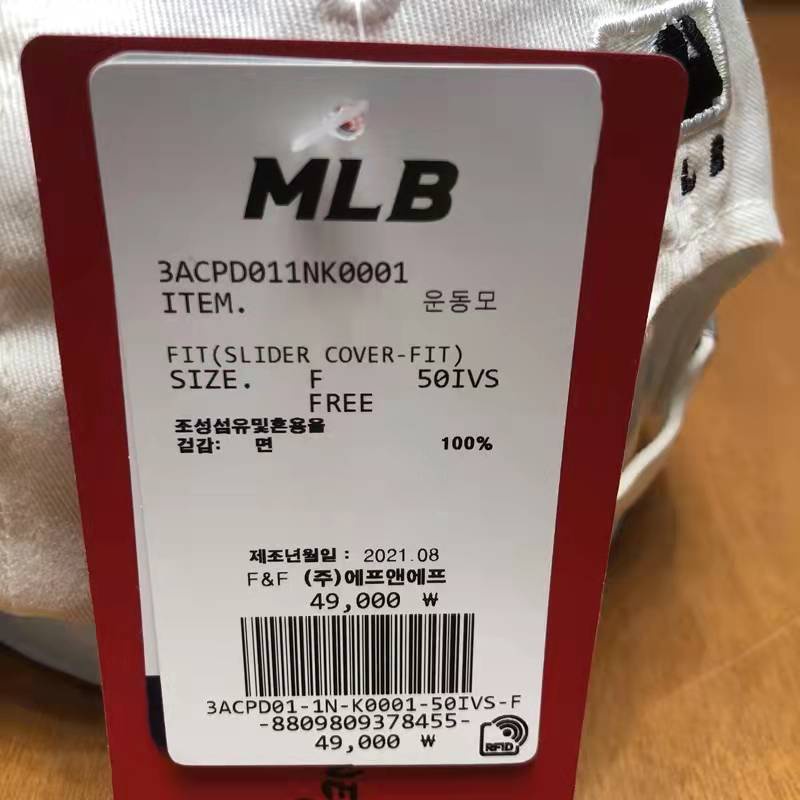 MLB
3ACPD011NK0001
ITEM. 운동모
FIT(SLIDER COVER-FIT)
SIZE. F 50IVS
FREE
조성섬유및혼용율
겉감: 면 100%
제조년월일 : 2021.08
F&F (주)에프앤에프
49,000 ₩
3ACPD01-1N-K0001-50IVS-F
-8809809378455-
49,000 ₩
RFID
L B